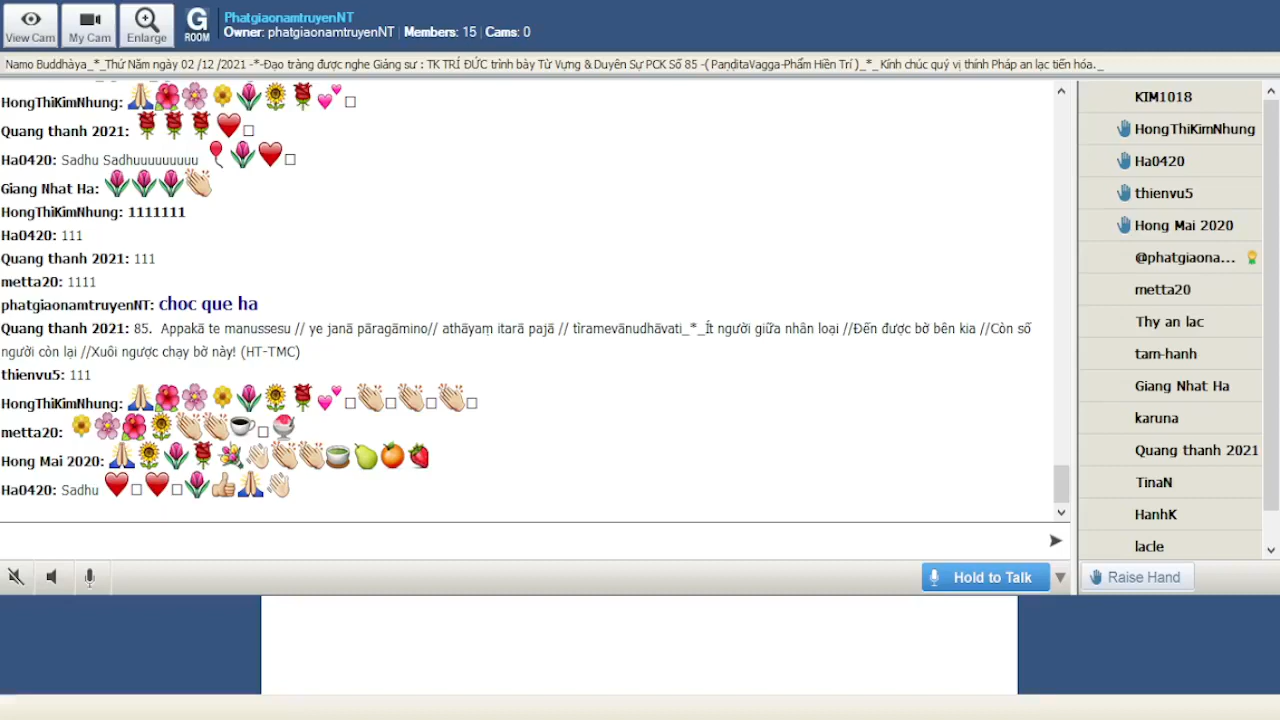 View Cam
My Cam
Enlarge
G ROOM
PhatgiaonamtruyenNT
Owner: phatgiaonamtruyenNT | Members: 15 | Cams: 0
Namo Buddhàya_*_Thứ Năm ngày 02 /12 /2021 -*-Đạo tràng được nghe Giảng sư : TK TRÍ ĐỨC trình bày Từ Vựng & Duyên Sự PCK Số 85 -( PaṇḍitaVagga-Phẩm Hiền Trí )_*_ Kính chúc quý vị thính Pháp an lạc tiến hóa._
HongThiKimNhung:
Quang thanh 2021:
Ha0420: Sadhu Sadhuuuuuuuuu
Giang Nhat Ha:
HongThiKimNhung: 1111111
Ha0420: 111
Quang thanh 2021: 111
metta20: 1111
phatgiaonamtruyenNT: choc que ha
Quang thanh 2021: 85. Appakā te manussesu // ye janā pāragāmino// athāyaṃ itarā pajā // tīramevānudhāvati_*_Ít người giữa nhân loại //Đến được bờ bên kia //Còn số
người còn lại //Xuôi ngược chạy bờ này! (HT-TMC)
thienvu5: 111
HongThiKimNhung:
metta20:
Hong Mai 2020:
Ha0420: Sadhu
Hold to Talk
KIM1018
HongThiKimNhung
Ha0420
thienvu5
Hong Mai 2020
@phatgiaona...
metta20
Thy an lac
tam-hanh
Giang Nhat Ha
karuna
Quang thanh 2021
TinaN
HanhK
lacle
Raise Hand